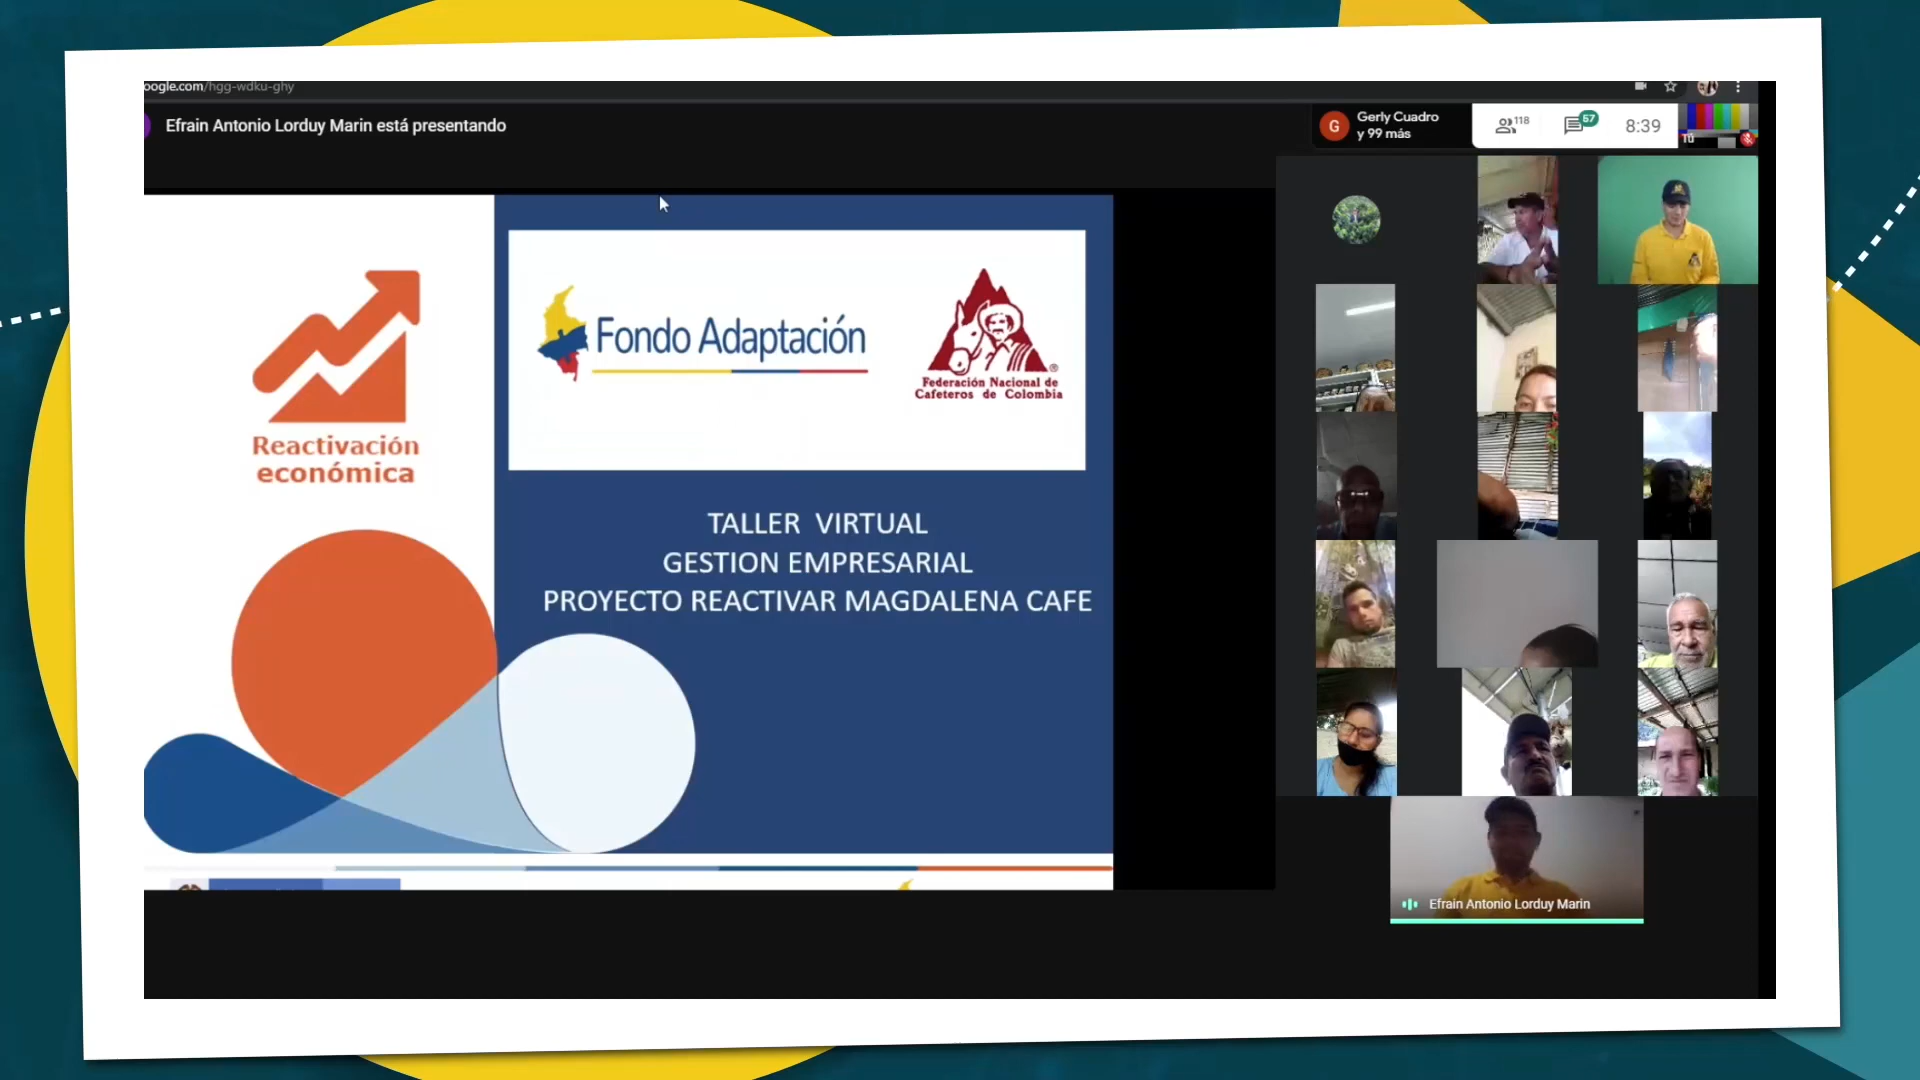 oogle.com/hgg-wdku-ghy
Efrain Antonio Lorduy Marin está presentando
G
Gerly Cuadro
y 99 más
118
57
8:39
Tú
Reactivación
económica
Fondo Adaptación
Federación Nacional de
Cafeteros de Colombia
®
TALLER VIRTUAL
GESTION EMPRESARIAL
PROYECTO REACTIVAR MAGDALENA CAFE
Efrain Antonio Lorduy Marin